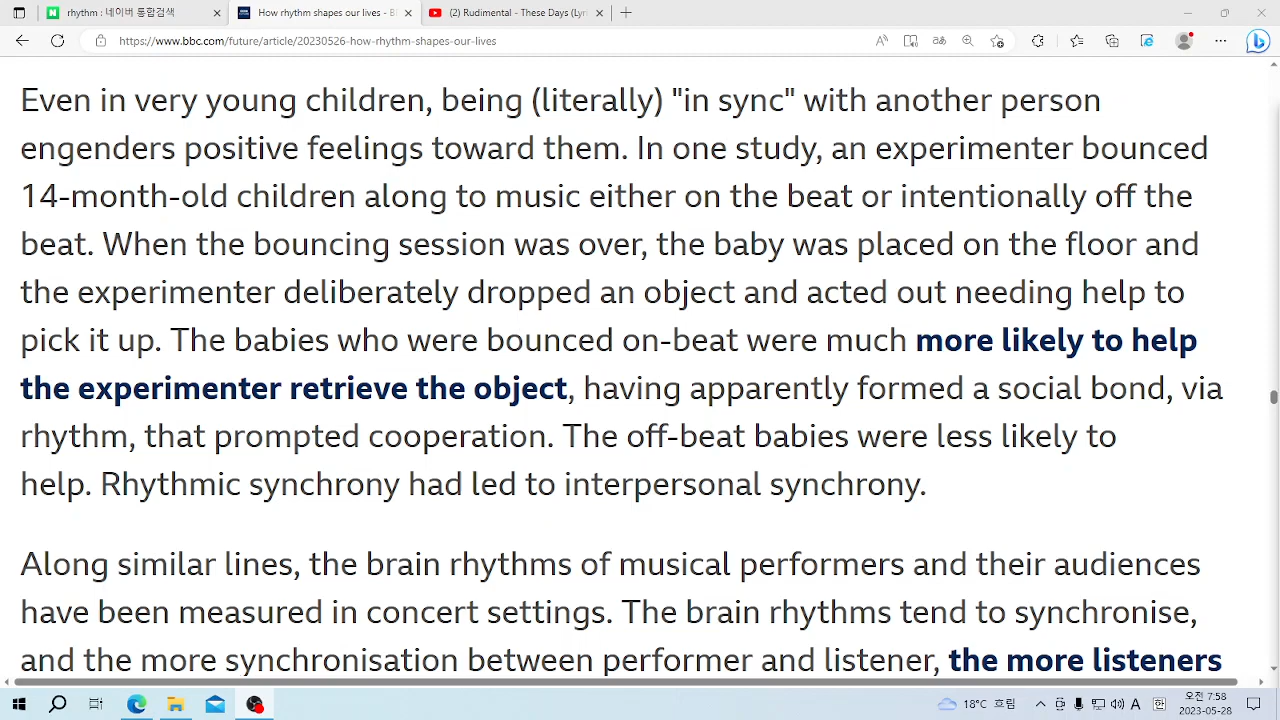 rhythm : 네이버 통합검색
How rhythm shapes our lives - B
(2) Rudimental - These Days (Lyri
https://www.bbc.com/future/article/20230526-how-rhythm-shapes-our-lives
Even in very young children, being (literally) "in sync" with another person
engenders positive feelings toward them. In one study, an experimenter bounced
14-month-old children along to music either on the beat or intentionally off the
beat. When the bouncing session was over, the baby was placed on the floor and
the experimenter deliberately dropped an object and acted out needing help to
pick it up. The babies who were bounced on-beat were much more likely to help
the experimenter retrieve the object, having apparently formed a social bond, via
rhythm, that prompted cooperation. The off-beat babies were less likely to
help. Rhythmic synchrony had led to interpersonal synchrony.
Along similar lines, the brain rhythms of musical performers and their audiences
have been measured in concert settings. The brain rhythms tend to synchronise,
and the more synchronisation between performer and listener, the more listeners
18°C 흐림
A
오전 7:58
2023-05-28